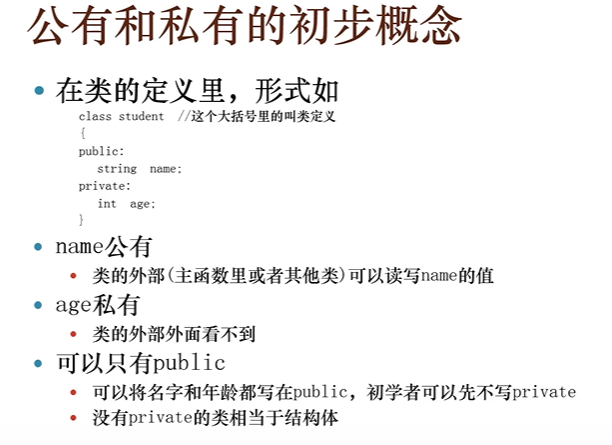 公有和私有的初步概念
• 在类的定义里，形式如
class student  //这个大括号里的叫类定义
{
public:
string  name;
private:
int  age;
}
• name公有
• 类的外部(主函数里或者其他类)可以读写name的值
• age私有
• 类的外部外面看不到
• 可以只有public
• 可以将名字和年龄都写在public，初学者可以先不写private
• 没有private的类相当于结构体